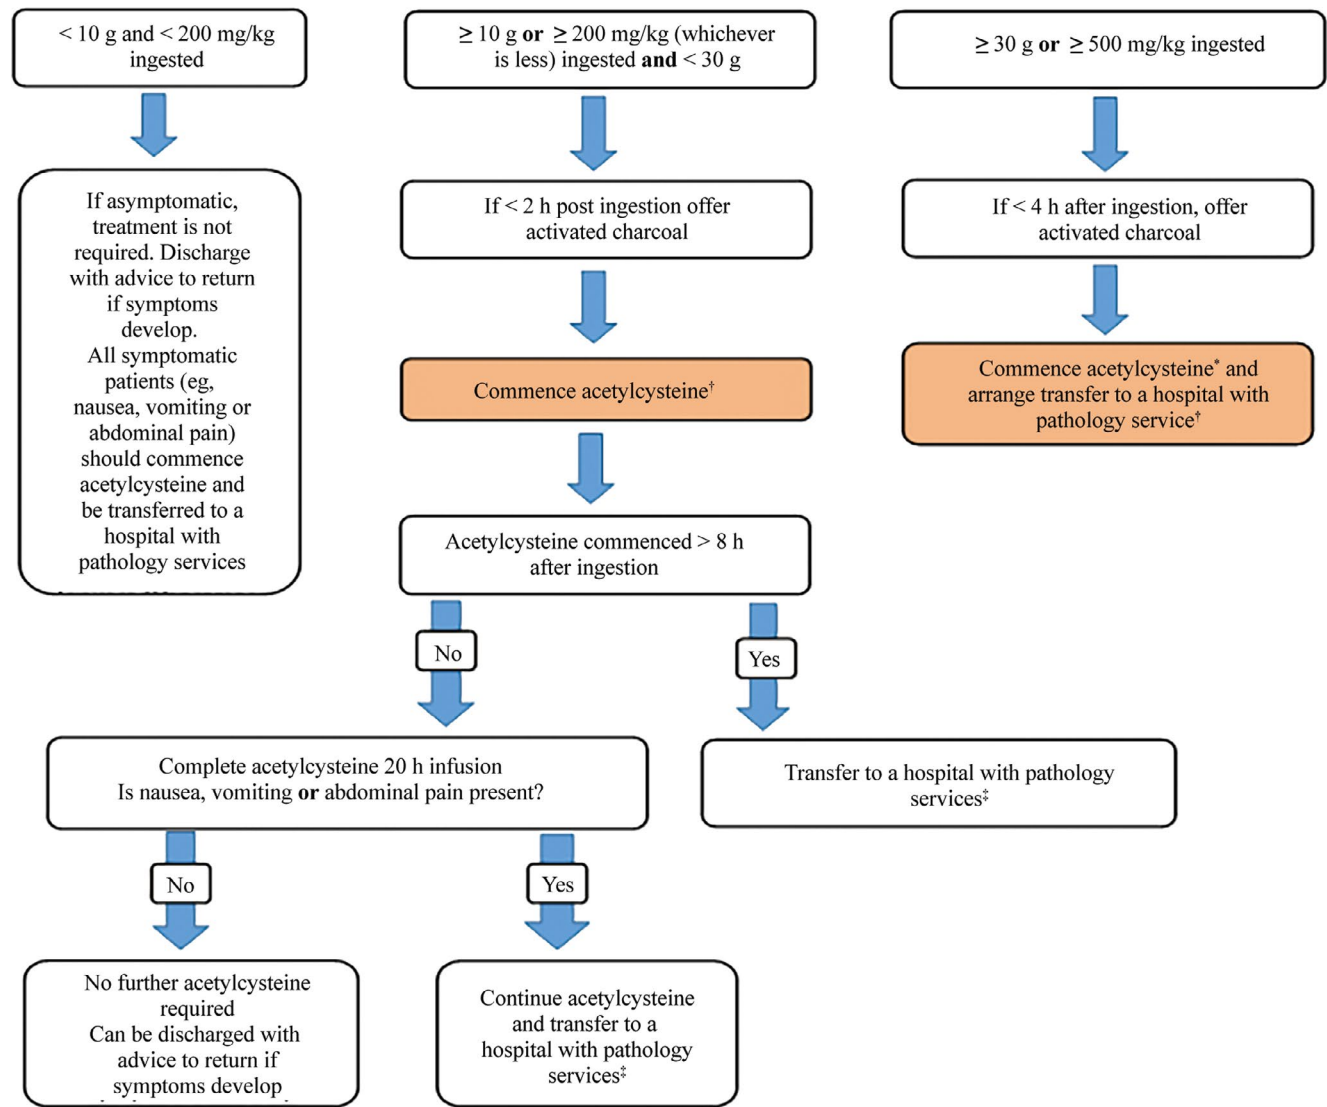 < 10 g and < 200 mg/kg
ingested
≥ 10 g or ≥ 200 mg/kg (whichever
is less) ingested and < 30 g
≥ 30 g or ≥ 500 mg/kg ingested
If asymptomatic,
treatment is not
required. Discharge
with advice to return
if symptoms
develop.
All symptomatic
patients (eg,
nausea, vomiting or
abdominal pain)
should commence
acetylcysteine and
be transferred to a
hospital with
pathology services
If < 2 h post ingestion offer
activated charcoal
If < 4 h after ingestion, offer
activated charcoal
Commence acetylcysteine†
Commence acetylcysteine* and
arrange transfer to a hospital with
pathology service†
Acetylcysteine commenced > 8 h
after ingestion
No
Yes
Complete acetylcysteine 20 h infusion
Is nausea, vomiting or abdominal pain present?
Transfer to a hospital with pathology
services‡
No
Yes
No further acetylcysteine
required
Can be discharged with
advice to return if
symptoms develop
Continue acetylcysteine
and transfer to a
hospital with pathology
services‡